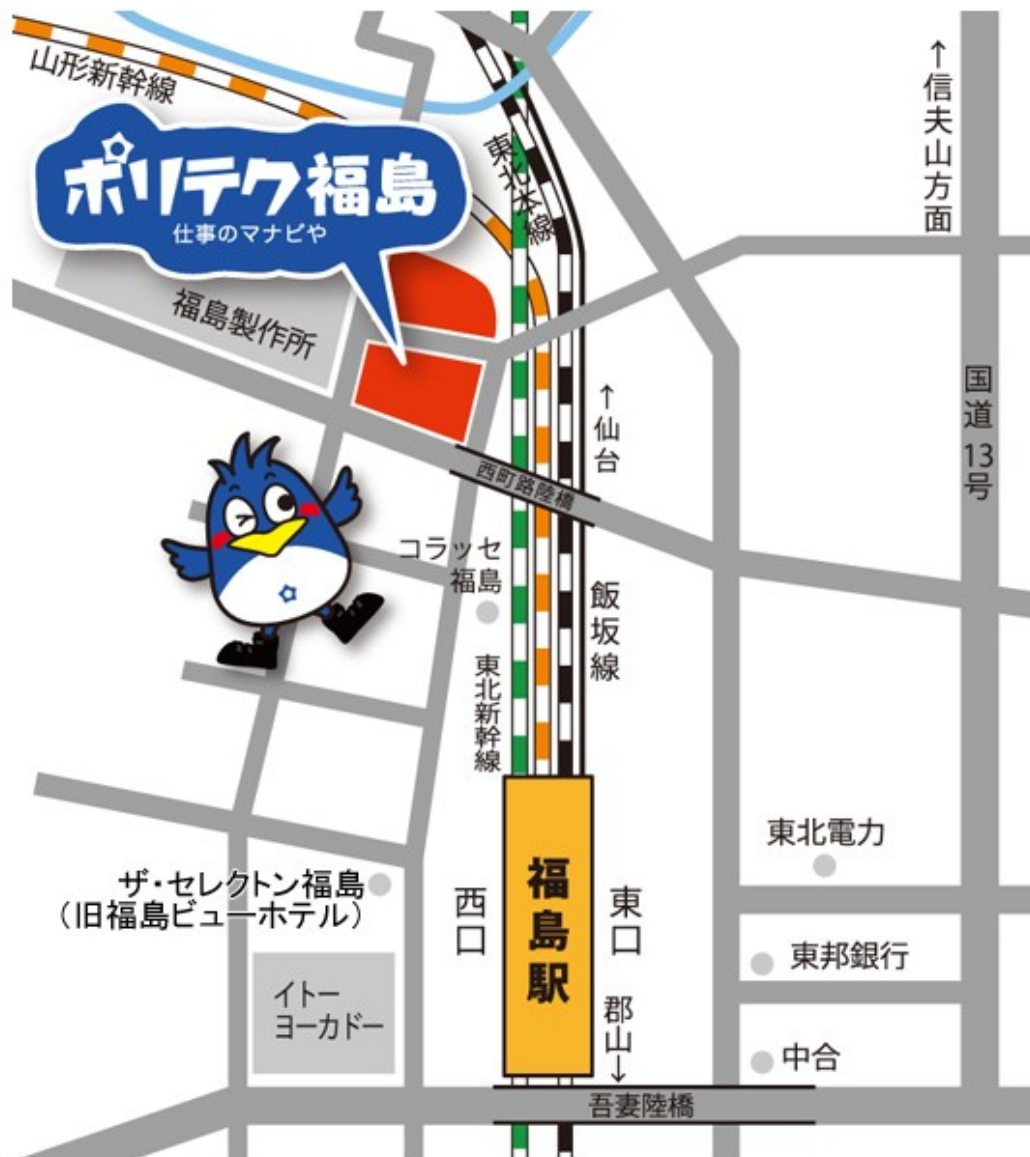 山形新幹線
ポリテク福島
仕事のマナビや
東北本線
↑信夫山方面
福島製作所
国道13号
↑仙台
西町路陸橋
コラッセ
福島
飯坂線
東北新幹線
東北電力
ザ・セレクトン福島
(旧福島ビューホテル)
西口
福島駅
東口
東邦銀行
イトー
ヨーカドー
郡山↓
中合
吾妻陸橋